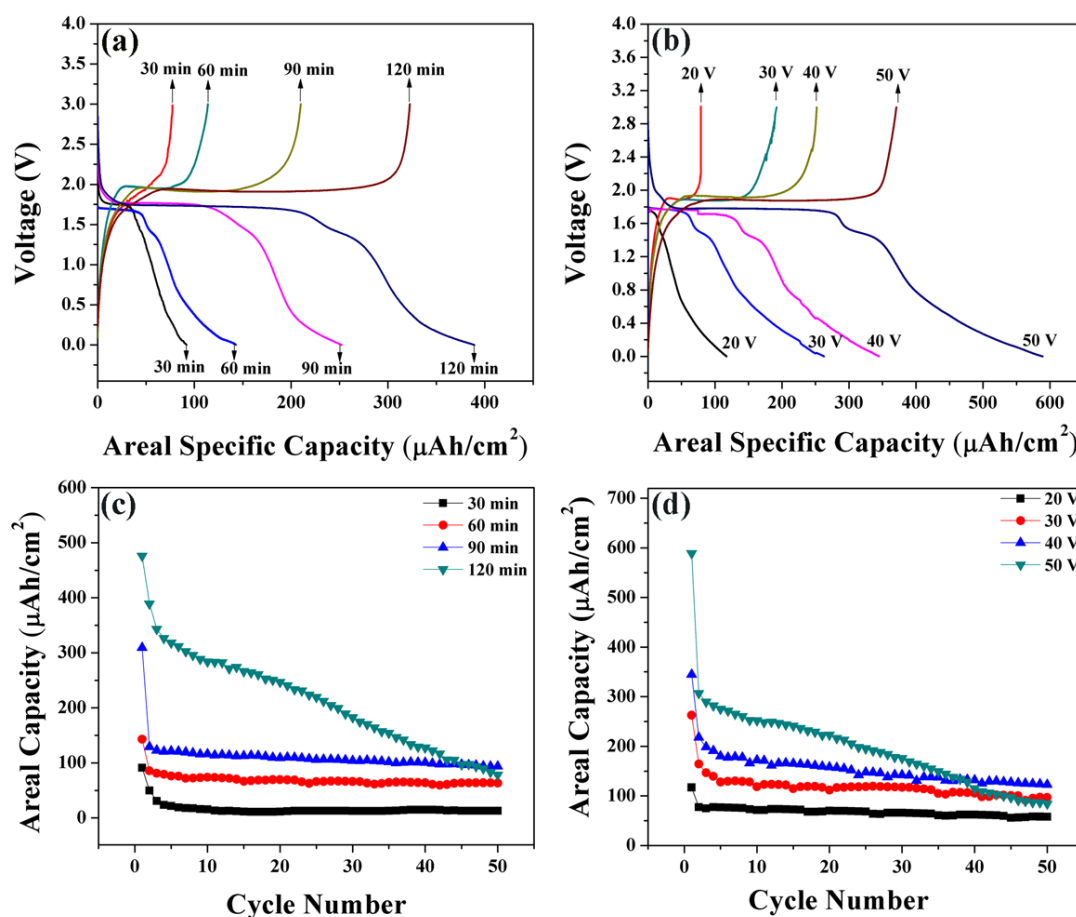 (a)
4.0
3.5
3.0
2.5
2.0
1.5
1.0
0.5
0.0
Voltage (V)
30 min
60 min
90 min
120 min
30 min
60 min
90 min
120 min
0
100
200
300
400
Areal Specific Capacity (μAh/cm²)
(b)
4.0
3.6
3.2
2.8
2.4
2.0
1.6
1.2
0.8
0.4
0.0
Voltage (V)
20 V
30 V
40 V
50 V
20 V
30 V
40 V
50 V
0
100
200
300
400
500
600
Areal Specific Capacity (μAh/cm²)
(c)
600
500
400
300
200
100
0
Areal Capacity (μAh/cm²)
30 min
60 min
90 min
120 min
0
10
20
30
40
50
Cycle Number
(d)
700
600
500
400
300
200
100
0
Areal Capacity (μAh/cm²)
20 V
30 V
40 V
50 V
0
10
20
30
40
50
Cycle Number